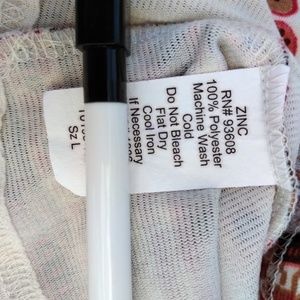 ZINC
RN# 93608
100% Polyester
Machine Wash
Cold
Do Not Bleach
Flat Dry
Cool Iron
If Necessary
Sz L